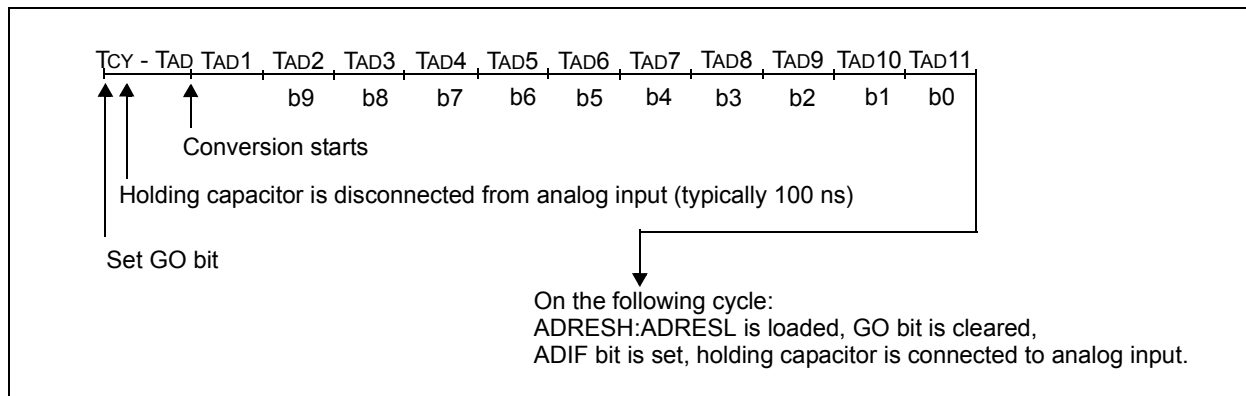 TCY - TAD TAD1 TAD2 TAD3 TAD4 TAD5 TAD6 TAD7 TAD8 TAD9 TAD10 TAD11
b9 b8 b7 b6 b5 b4 b3 b2 b1 b0
Conversion starts
Holding capacitor is disconnected from analog input (typically 100 ns)
Set GO bit
On the following cycle:
ADRESH:ADRESL is loaded, GO bit is cleared,
ADIF bit is set, holding capacitor is connected to analog input.